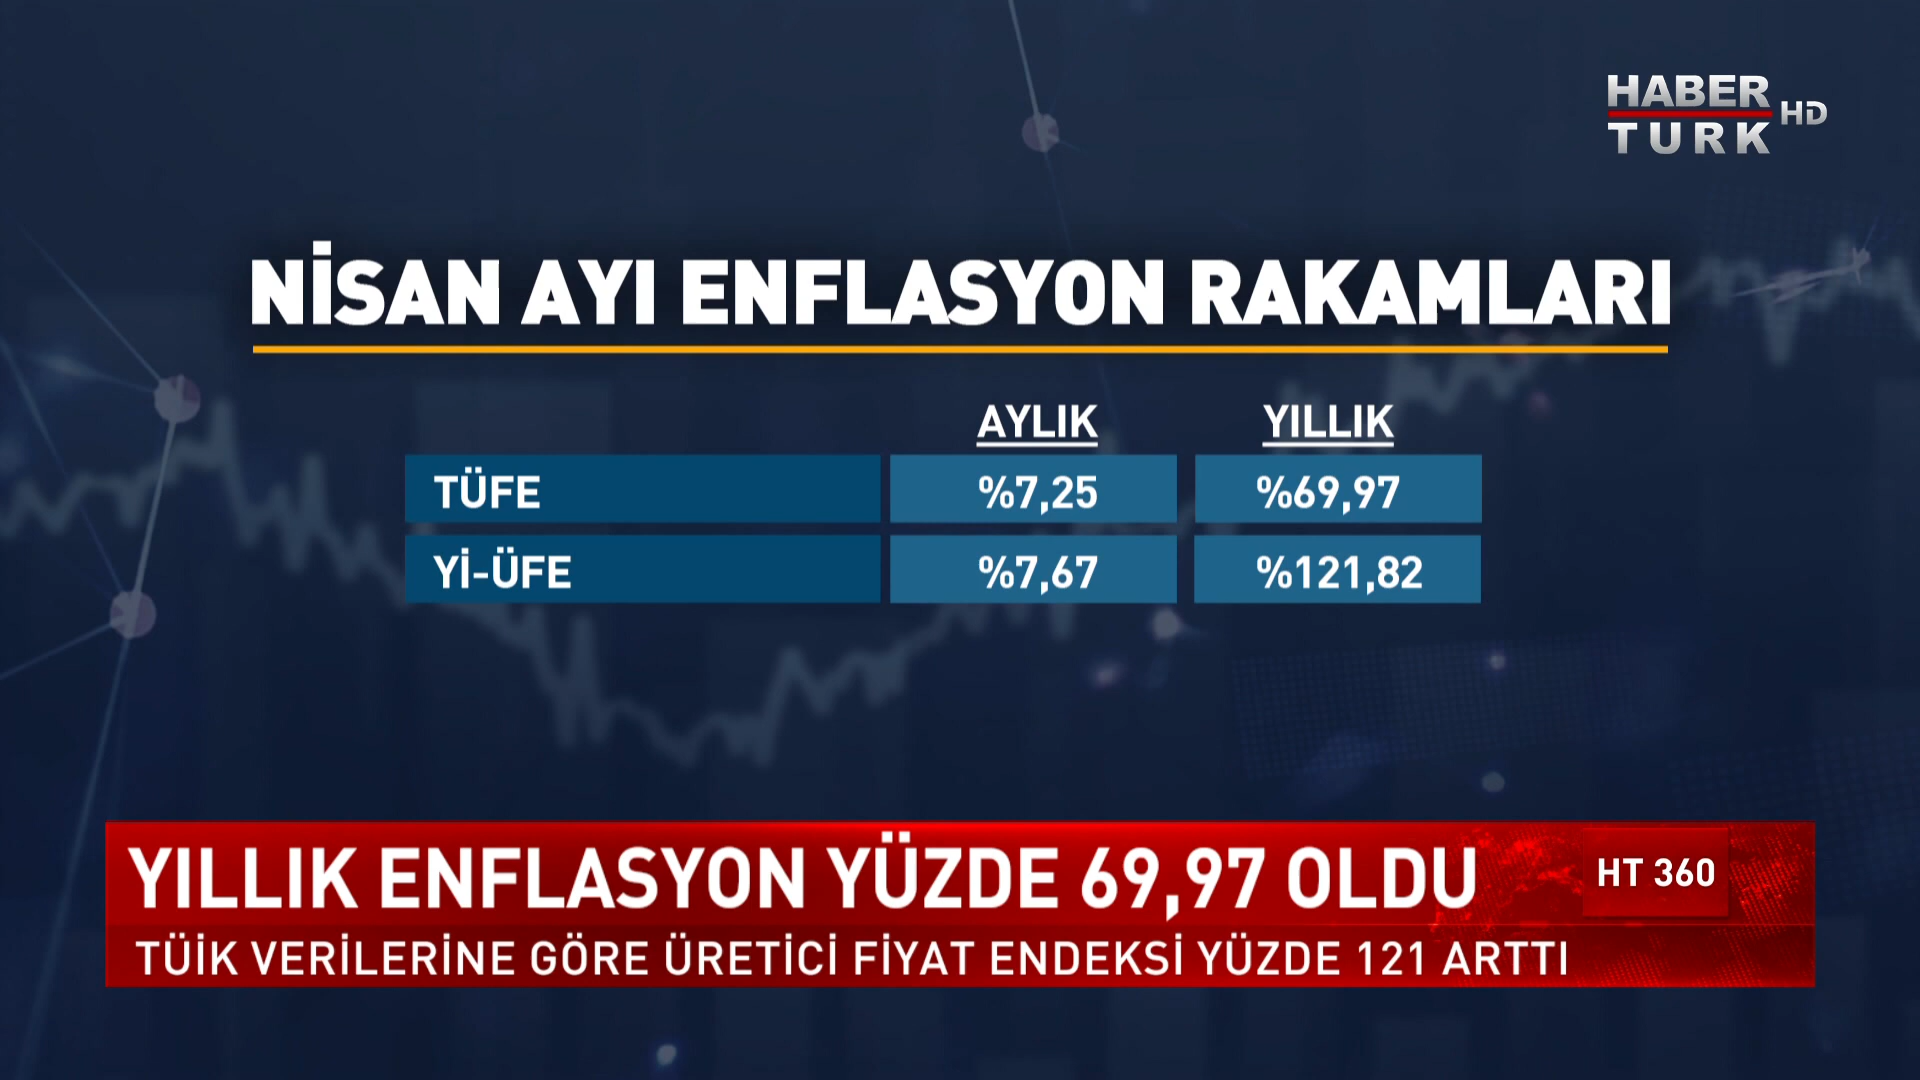 HABER
TURK HD
NİSAN AYI ENFLASYON RAKAMLARI
AYLIK YILLIK
TÜFE %7,25 %69,97
Yİ-ÜFE %7,67 %121,82
YILLIK ENFLASYON YÜZDE 69,97 OLDU
HT 360
TÜİK VERİLERİNE GÖRE ÜRETİCİ FİYAT ENDEKSİ YÜZDE 121 ARTTI